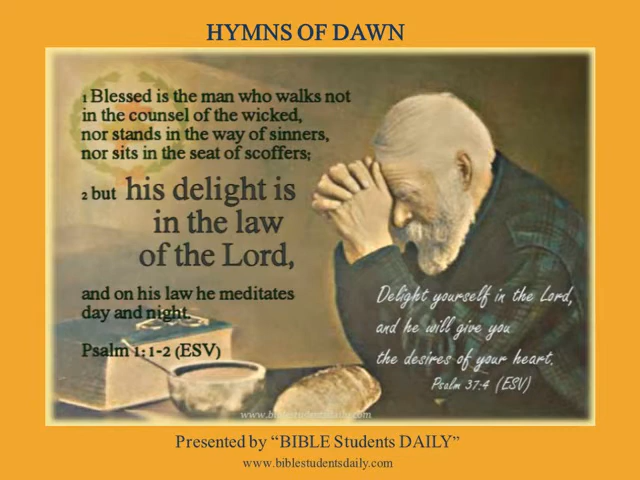 HYMNS OF DAWN
1 Blessed is the man who walks not
in the counsel of the wicked,
nor stands in the way of sinners,
nor sits in the seat of scoffers;
2 but his delight is
in the law
of the Lord,
and on his law he meditates
day and night.
Psalm 1:1-2 (ESV)
Delight yourself in the Lord,
and he will give you
the desires of your heart.
Psalm 37:4 (ESV)
www.biblestudentsdaily.com
Presented by “BIBLE Students DAILY”
www.biblestudentsdaily.com